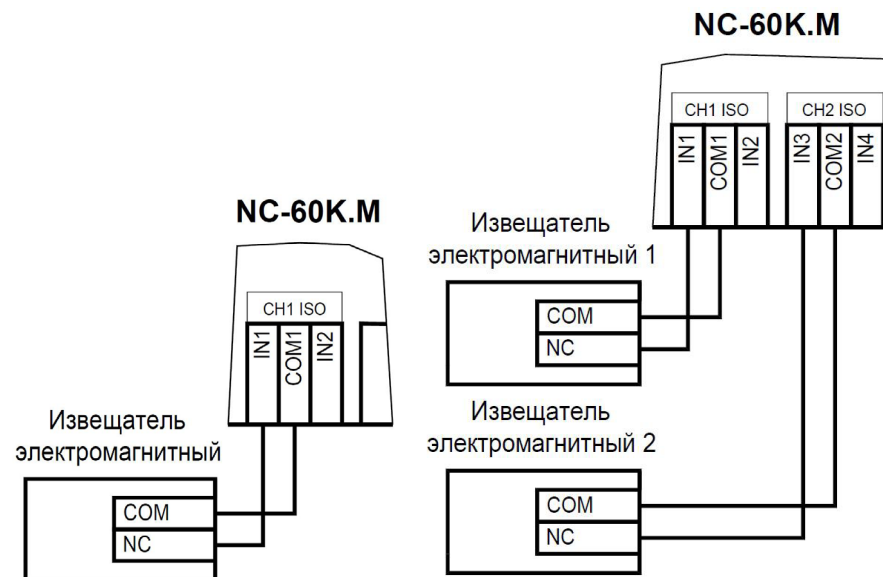 NC-60K.M
CH1 ISO
IN1
COM1
IN2
Извещатель
электромагнитный
COM
NC
NC-60K.M
CH1 ISO
CH2 ISO
IN1
COM1
IN2
IN3
COM2
IN4
Извещатель
электромагнитный 1
COM
NC
Извещатель
электромагнитный 2
COM
NC